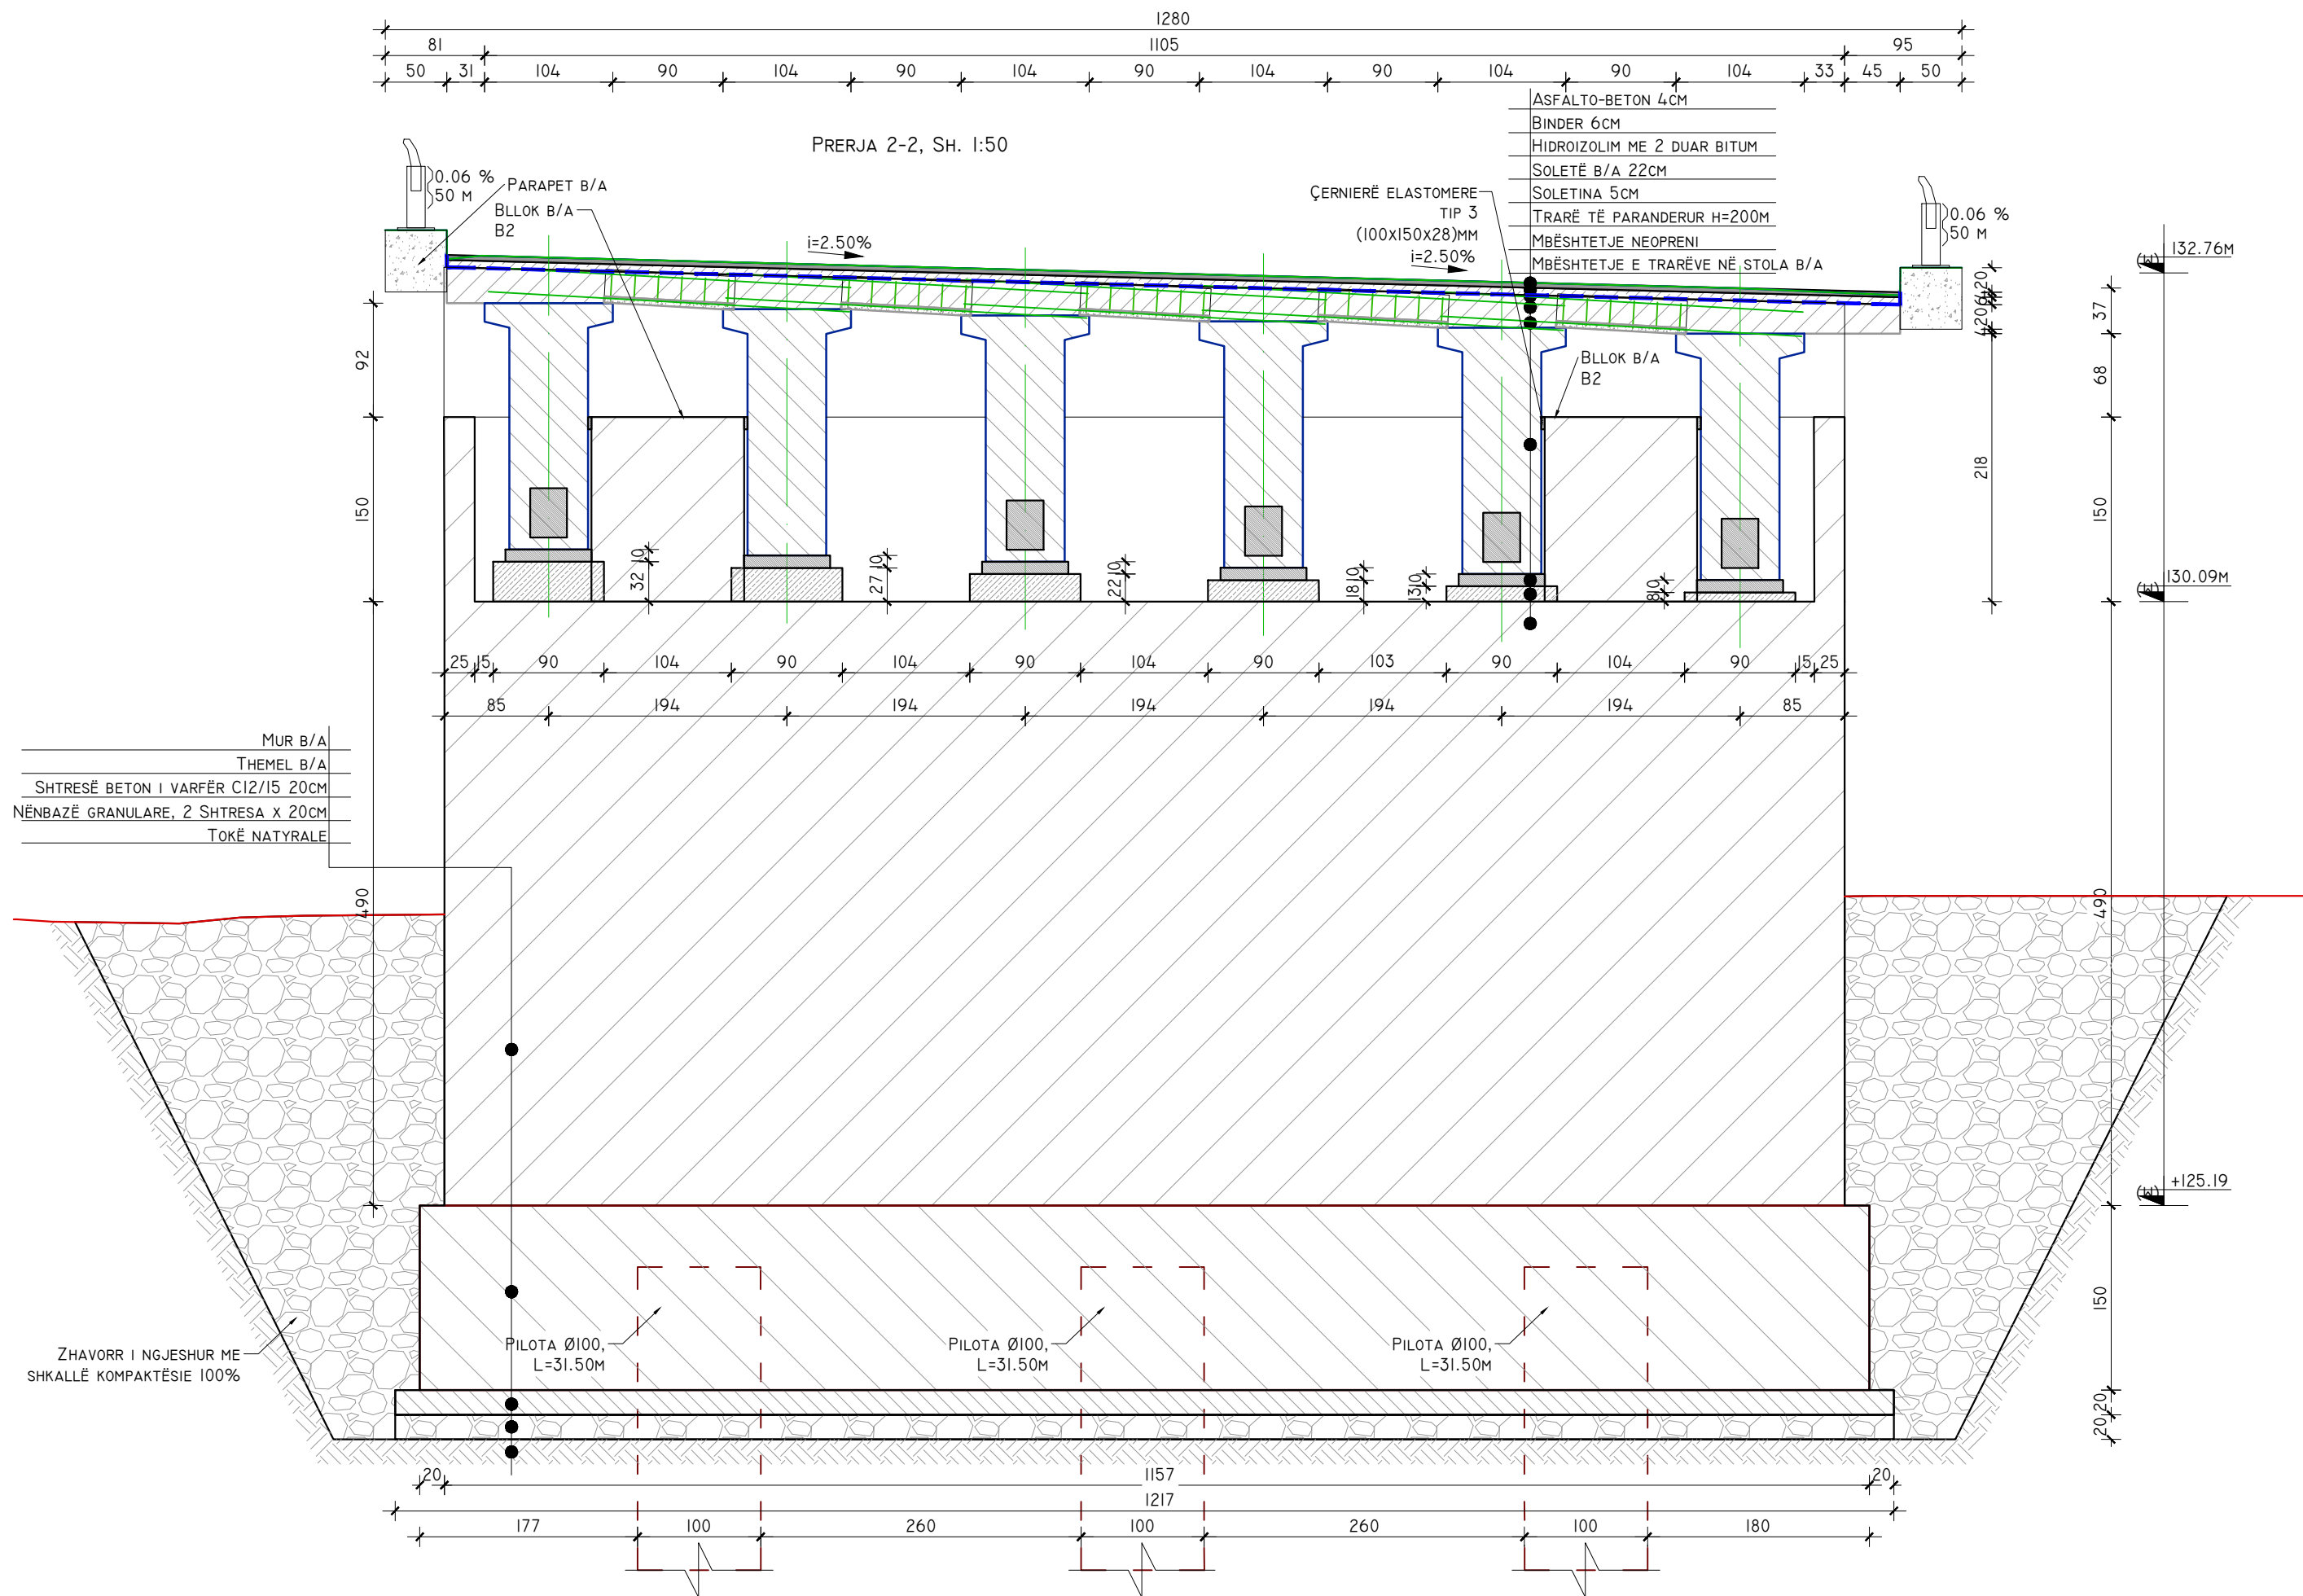 1280
81 1105 95
50 31 104 90 104 90 104 90 104 90 104 90 104 33 45 50
PRERJA 2-2, SH. 1:50
ASFALTO-BETON 4CM
BINDER 6CM
HIDROIZOLIM ME 2 DUAR BITUM
SOLETË B/A 22CM
SOLETINA 5CM
TRARË TË PARANDERUR H=200M
MBËSHTETJE NEOPRENI
MBËSHTETJE E TRARËVE NË STOLA B/A
0.06 %
50 M
PARAPET B/A
BLLOK B/A
B2
i=2.50%
ÇERNIERË ELASTOMERE
TIP 3
(100X150X28)MM
i=2.50%
0.06 %
50 M
132.76M
BLLOK B/A
B2
92
150
490
37
68
218
150
130.09M
32 10
27 10
22 10
18 10
13 10
8 10
25 15 90 104 90 104 90 104 90 103 90 104 90 15 25
85 194 194 194 194 194 85
MUR B/A
THEMEL B/A
SHTRESË BETON I VARFËR C12/15 20CM
NËNBAZË GRANULARE, 2 SHTRESA X 20CM
TOKË NATYRALE
490
+125.19
150
20 20
PILOTA Ø100,
L=31.50M
PILOTA Ø100,
L=31.50M
PILOTA Ø100,
L=31.50M
ZHAVORR I NGJESHUR ME
SHKALLË KOMPAKTËSIE 100%
20 1157 20
1217
177 100 260 100 260 100 180